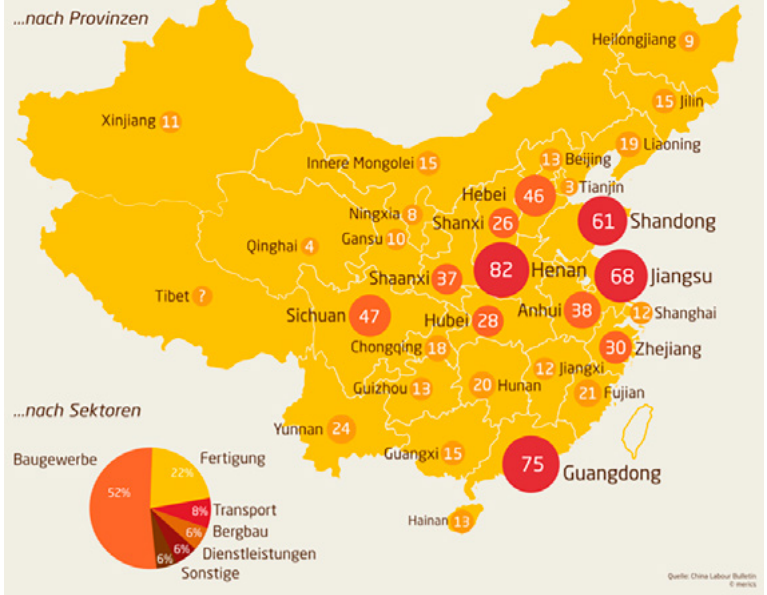 ...nach Provinzen
Heilongjiang 9
15 Jilin
Xinjiang 11
19 Liaoning
Innere Mongolei 15
13 Beijing
3 Tianjin
Hebei 46
Ningxia 8
Shanxi 26
61 Shandong
Gansu 10
Qinghai 4
82 Henan
68 Jiangsu
Shaanxi 37
Tibet ?
Sichuan 47
Hubei 28
Anhui 38
12 Shanghai
Chongqing 18
30 Zhejiang
12 Jiangxi
Guizhou 13
20 Hunan
21 Fujian
...nach Sektoren
Yunnan 24
Guangxi 15
75 Guangdong
Hainan 13
Baugewerbe
52%
Fertigung
22%
8% Transport
6% Bergbau
6% Dienstleistungen
6% Sonstige
Quelle: China Labour Bulletin
© merics